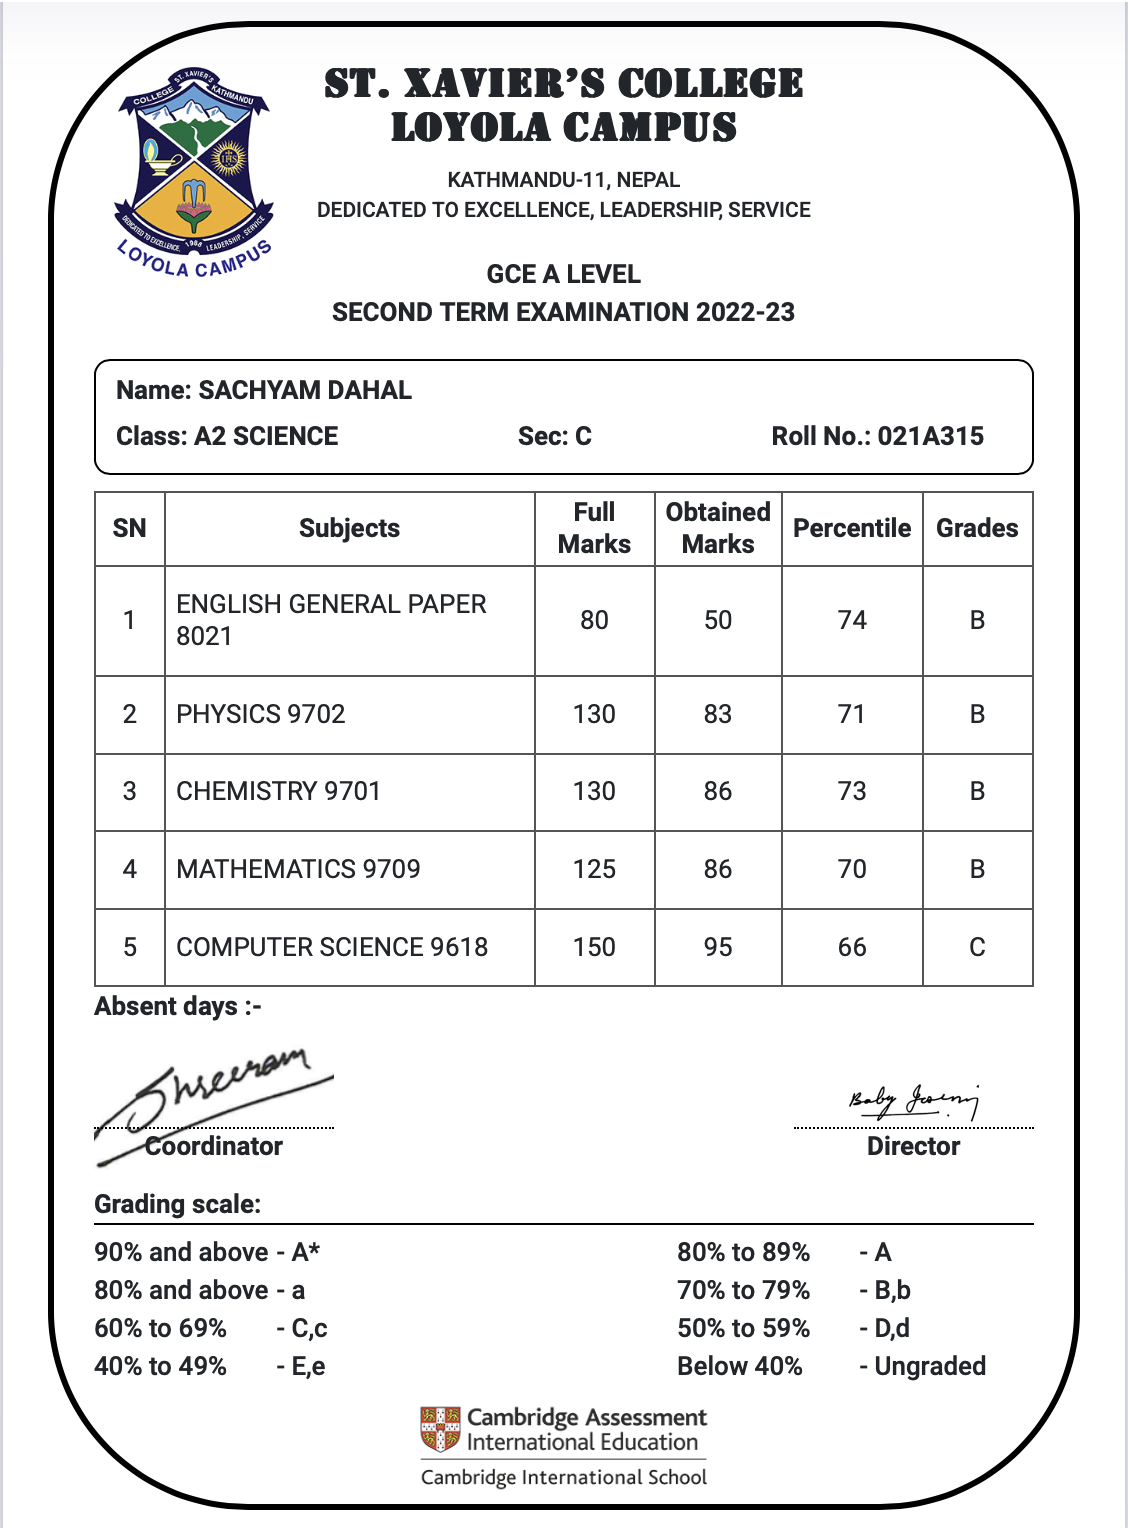 COLLEGE ST. XAVIER'S KATHMANDU
IHS
DEDICATED TO EXCELLENCE, 1988 LEADERSHIP, SERVICE
LOYOLA CAMPUS
ST. XAVIER’S COLLEGE
LOYOLA CAMPUS
KATHMANDU-11, NEPAL
DEDICATED TO EXCELLENCE, LEADERSHIP, SERVICE
GCE A LEVEL
SECOND TERM EXAMINATION 2022-23
Name: SACHYAM DAHAL
Class: A2 SCIENCE Sec: C Roll No.: 021A315
SN Subjects Full Marks Obtained Marks Percentile Grades
1 ENGLISH GENERAL PAPER 8021 80 50 74 B
2 PHYSICS 9702 130 83 71 B
3 CHEMISTRY 9701 130 86 73 B
4 MATHEMATICS 9709 125 86 70 B
5 COMPUTER SCIENCE 9618 150 95 66 C
Absent days :-
Shreeram Baby
Coordinator Director
Grading scale:
90% and above - A* 80% to 89% - A
80% and above - a 70% to 79% - B,b
60% to 69% - C,c 50% to 59% - D,d
40% to 49% - E,e Below 40% - Ungraded
Cambridge Assessment
International Education
Cambridge International School